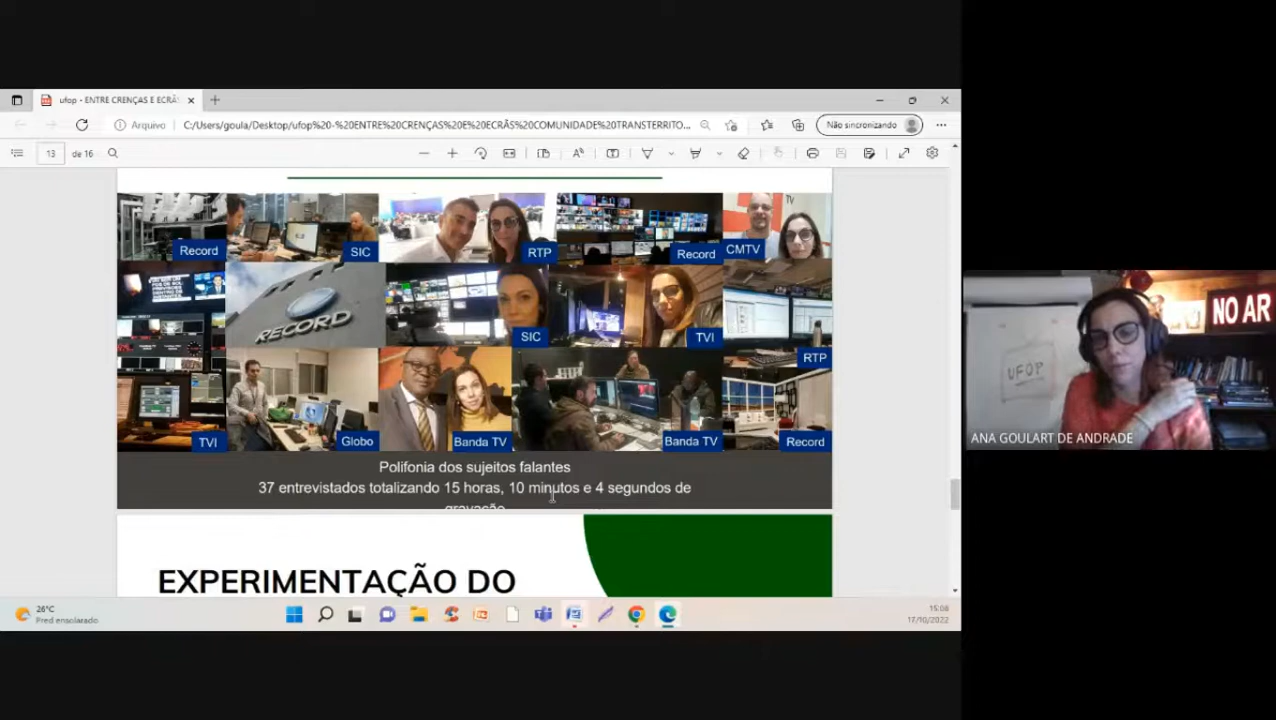 ufop - ENTRE CRENÇAS E ECRÃS
Arquivo
C:/Users/goula/Desktop/ufop%20-%20ENTRE%20CRENÇAS%20E%20ECRÃS%20COMUNIDADE%20TRANSTERRITO...
Não sincronizando
13
de 16
Record
SIC
RTP
Record
CMTV
TV
RECORD
SIC
TVI
RTP
TVI
Globo
Banda TV
Banda TV
Record
Polifonia dos sujeitos falantes
37 entrevistados totalizando 15 horas, 10 minutos e 4 segundos de
gravação
EXPERIMENTAÇÃO DO
26°C
Pred ensolarado
15:08
17/10/2022
NO AR
UFOP
ANA GOULART DE ANDRADE